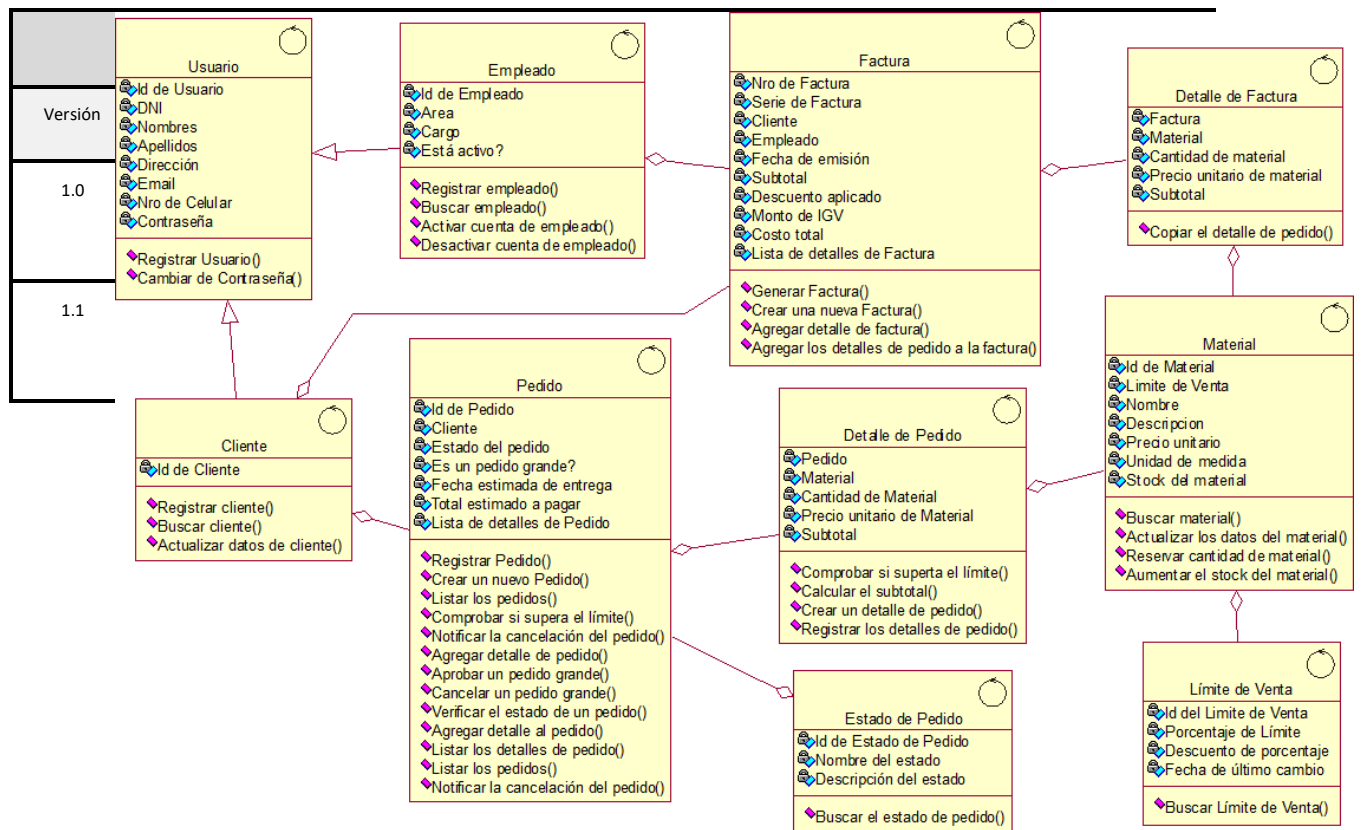 Versión
1.0
1.1
Usuario
Id de Usuario
DNI
Nombres
Apellidos
Dirección
Email
Nro de Celular
Contraseña
Registrar Usuario()
Cambiar de Contraseña()
Empleado
Id de Empleado
Area
Cargo
Está activo?
Registrar empleado()
Buscar empleado()
Activar cuenta de empleado()
Desactivar cuenta de empleado()
Factura
Nro de Factura
Serie de Factura
Cliente
Empleado
Fecha de emisión
Subtotal
Descuento aplicado
Monto de IGV
Costo total
Lista de detalles de Factura
Generar Factura()
Crear una nueva Factura()
Agregar detalle de factura()
Agregar los detalles de pedido a la factura()
Detalle de Factura
Factura
Material
Cantidad de material
Precio unitario de material
Subtotal
Copiar el detalle de pedido()
Cliente
Id de Cliente
Registrar cliente()
Buscar cliente()
Actualizar datos de cliente()
Pedido
Id de Pedido
Cliente
Estado del pedido
Es un pedido grande?
Fecha estimada de entrega
Total estimado a pagar
Lista de detalles de Pedido
Registrar Pedido()
Crear un nuevo Pedido()
Listar los pedidos()
Comprobar si supera el límite()
Notificar la cancelación del pedido()
Agregar detalle de pedido()
Aprobar un pedido grande()
Cancelar un pedido grande()
Verificar el estado de un pedido()
Agregar detalle al pedido()
Listar los detalles de pedido()
Listar los pedidos()
Notificar la cancelación del pedido()
Detalle de Pedido
Pedido
Material
Cantidad de Material
Precio unitario de Material
Subtotal
Comprobar si superta el límite()
Calcular el subtotal()
Crear un detalle de pedido()
Registrar los detalles de pedido()
Material
Id de Material
Limite de Venta
Nombre
Descripcion
Precio unitario
Unidad de medida
Stock del material
Buscar material()
Actualizar los datos del material()
Reservar cantidad de material()
Aumentar el stock del material()
Estado de Pedido
Id de Estado de Pedido
Nombre del estado
Descripción del estado
Buscar el estado de pedido()
Límite de Venta
Id del Limite de Venta
Porcentaje de Límite
Descuento de porcentaje
Fecha de último cambio
Buscar Límite de Venta()